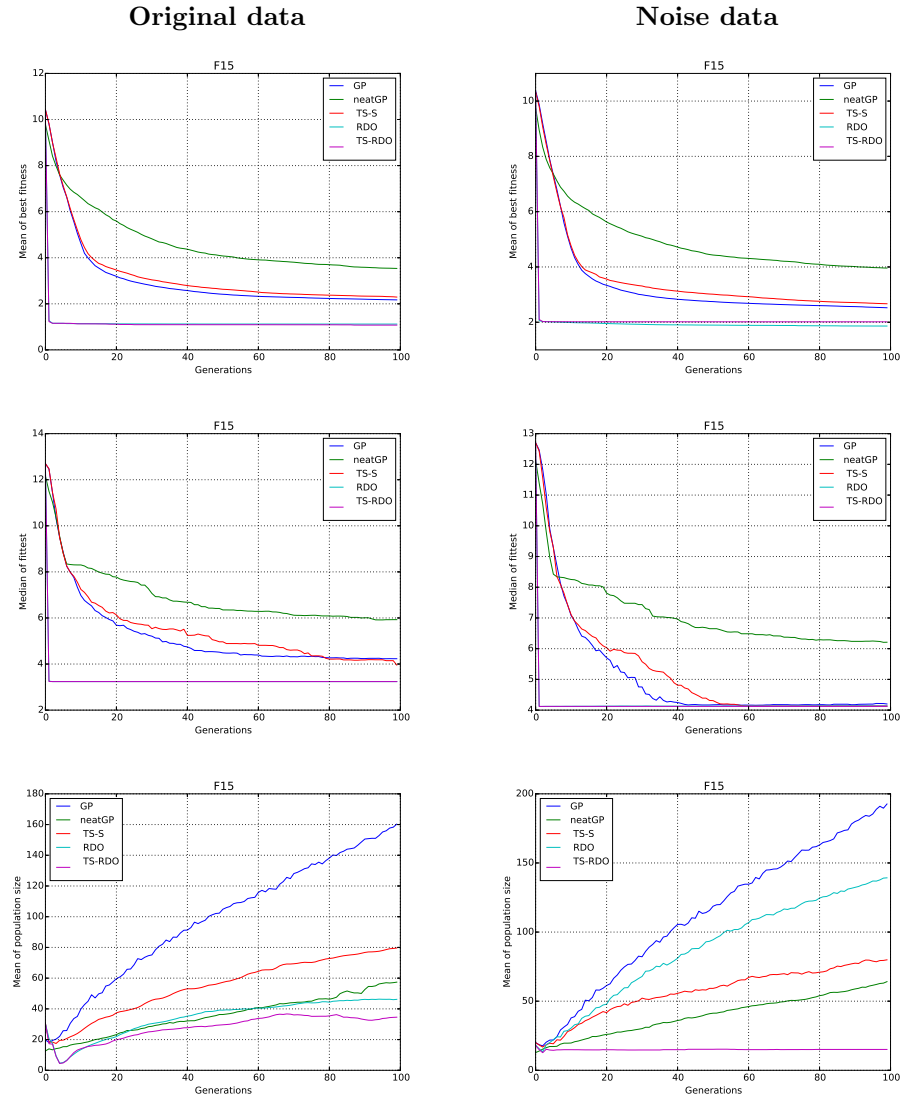 Original data
Noise data
F15
12
10
8
6
4
2
0
Mean of best fitness
0 20 40 60 80 100
Generations
GP
neatGP
TS-S
RDO
TS-RDO
F15
10
8
6
4
2
Mean of best fitness
0 20 40 60 80 100
Generations
GP
neatGP
TS-S
RDO
TS-RDO
F15
14
12
10
8
6
4
2
Median of fittest
0 20 40 60 80 100
Generations
GP
neatGP
TS-S
RDO
TS-RDO
F15
13
12
11
10
9
8
7
6
5
4
Median of fittest
0 20 40 60 80 100
Generations
GP
neatGP
TS-S
RDO
TS-RDO
F15
180
160
140
120
100
80
60
40
20
0
Mean of population size
0 20 40 60 80 100
Generations
GP
neatGP
TS-S
RDO
TS-RDO
F15
200
150
100
50
0
Mean of population size
0 20 40 60 80 100
Generations
GP
neatGP
TS-S
RDO
TS-RDO